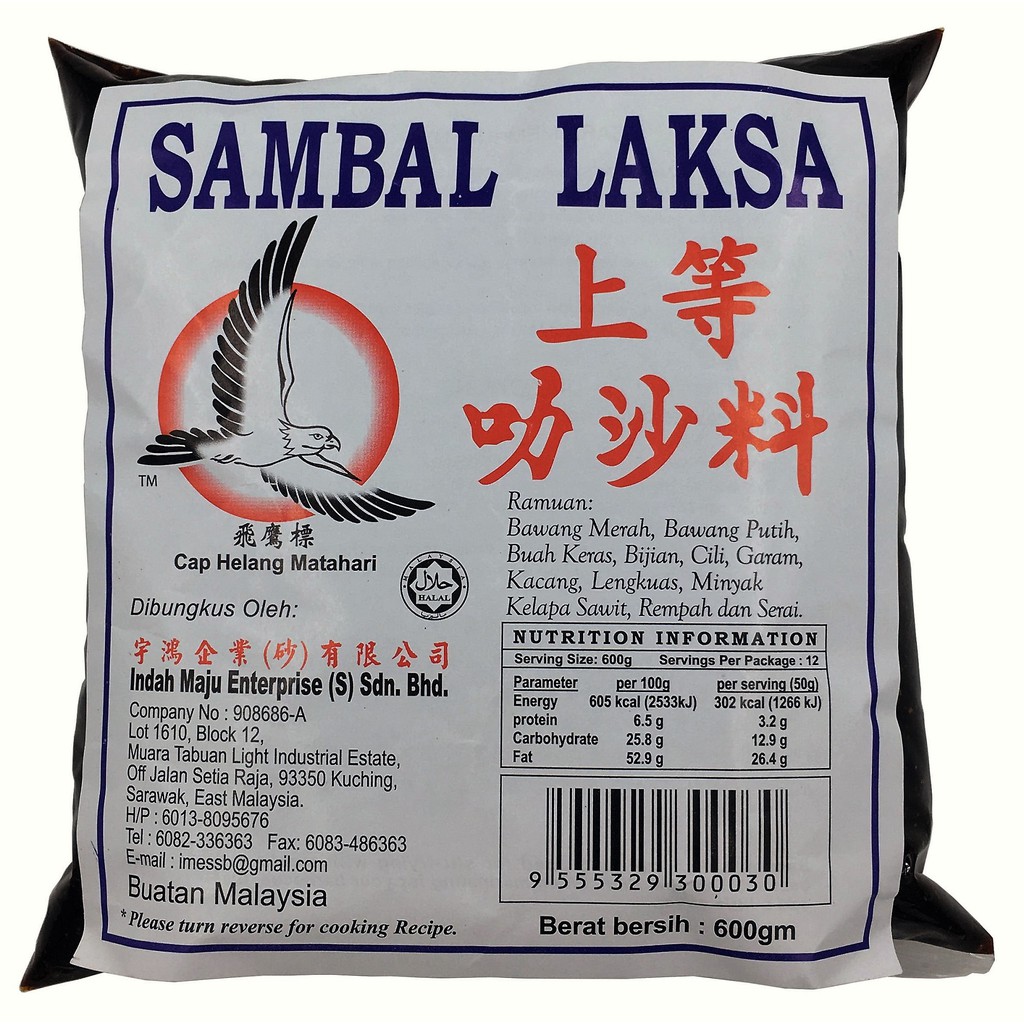 SAMBAL LAKSA
上等
叻沙料
TM
飛鷹標
Cap Helang Matahari
MALAYSIA
حلال
HALAL
Dibungkus Oleh:
宇鴻企業(砂)有限公司
Indah Maju Enterprise (S) Sdn. Bhd.
Company No : 908686-A
Lot 1610, Block 12,
Muara Tabuan Light Industrial Estate,
Off Jalan Setia Raja, 93350 Kuching,
Sarawak, East Malaysia.
H/P : 6013-8095676
Tel : 6082-336363 Fax: 6083-486363
E-mail : imessb@gmail.com
Buatan Malaysia
*Please turn reverse for cooking Recipe.
Ramuan:
Bawang Merah, Bawang Putih,
Buah Keras, Bijian, Cili, Garam,
Kacang, Lengkuas, Minyak
Kelapa Sawit, Rempah dan Serai.
NUTRITION INFORMATION
Serving Size: 600g Servings Per Package : 12
Parameter per 100g per serving (50g)
Energy 605 kcal (2533kJ) 302 kcal (1266 kJ)
protein 6.5 g 3.2 g
Carbohydrate 25.8 g 12.9 g
Fat 52.9 g 26.4 g
9 555329 300030
Berat bersih : 600gm